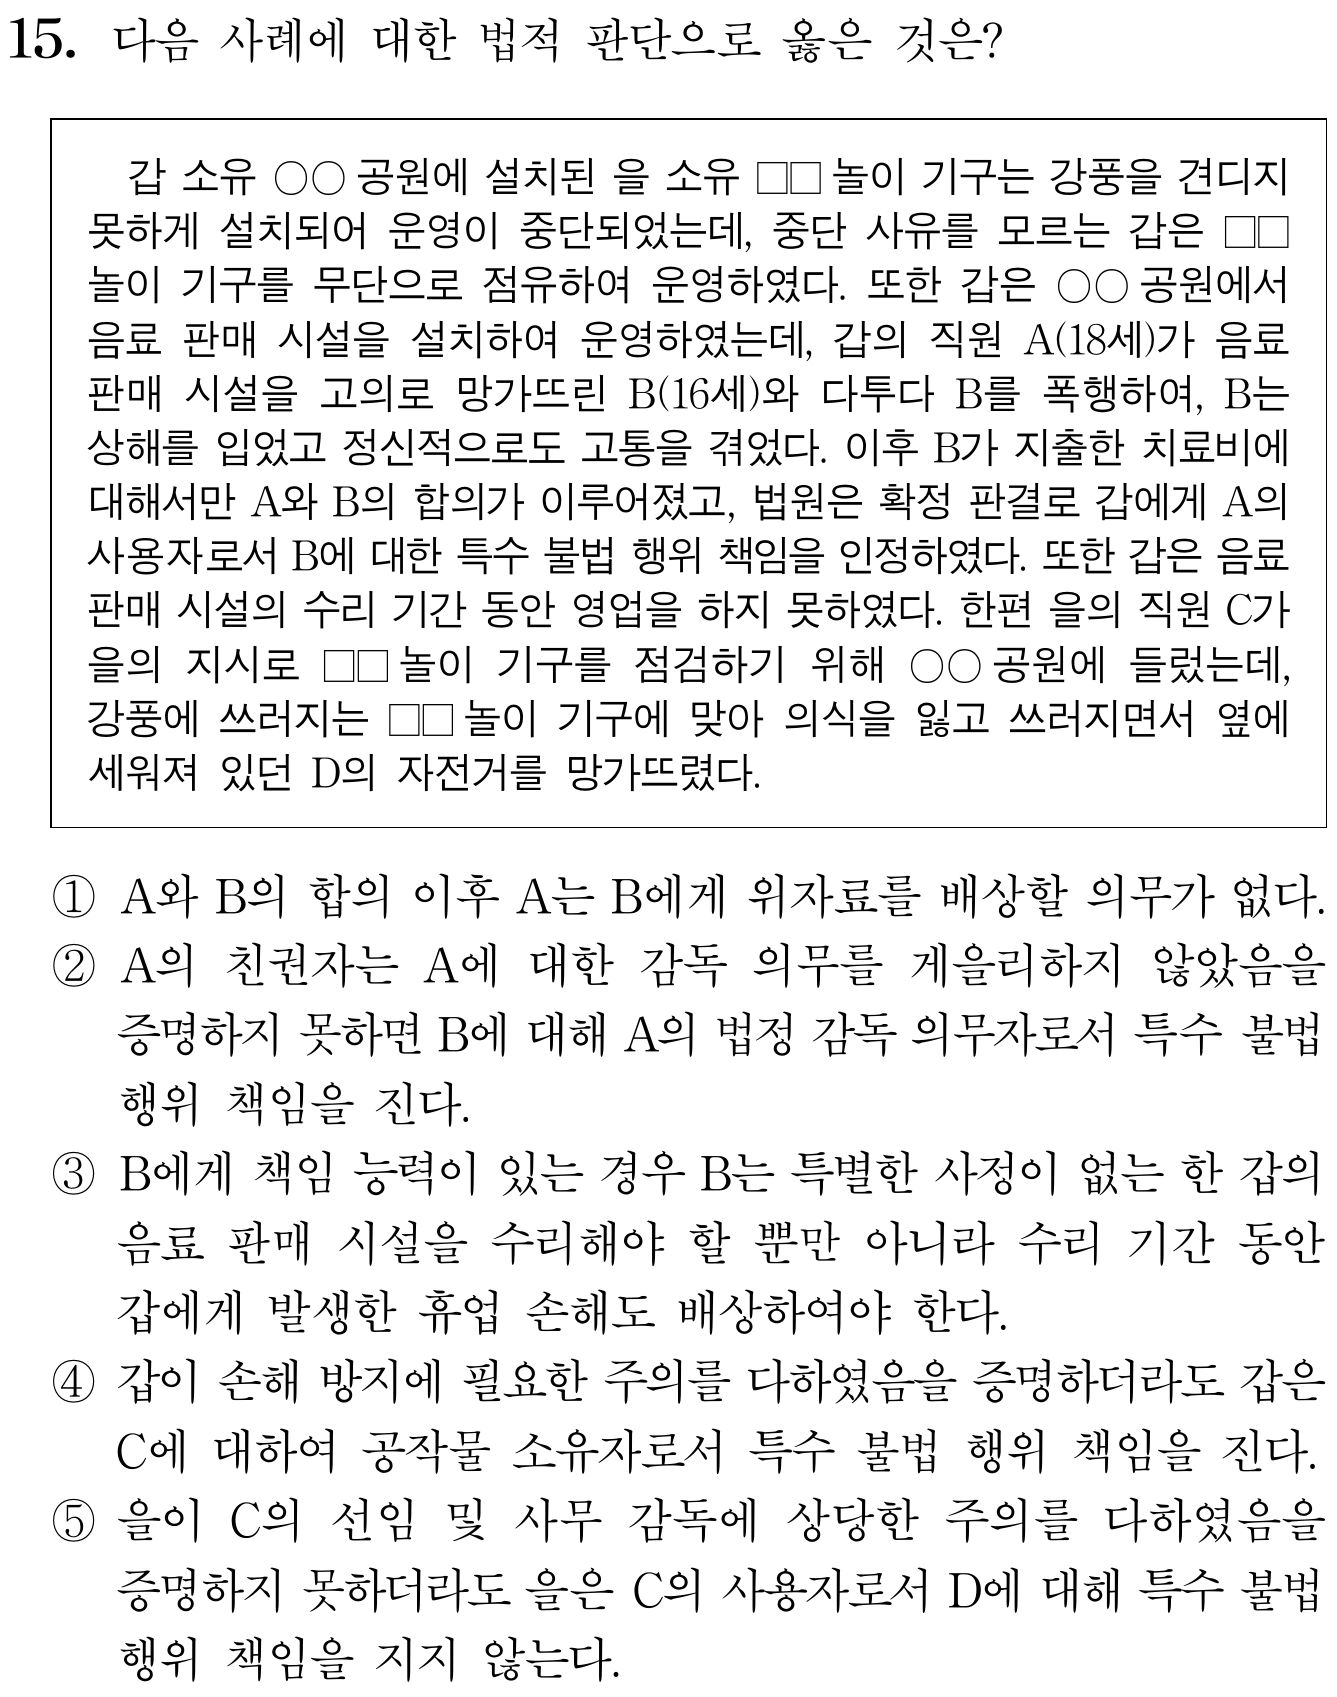 15. 다음 사례에 대한 법적 판단으로 옳은 것은?
갑 소유 ○○ 공원에 설치된 을 소유 □□ 놀이 기구는 강풍을 견디지
못하게 설치되어 운영이 중단되었는데, 중단 사유를 모르는 갑은 □□
놀이 기구를 무단으로 점유하여 운영하였다. 또한 갑은 ○○ 공원에서
음료 판매 시설을 설치하여 운영하였는데, 갑의 직원 A(18세)가 음료
판매 시설을 고의로 망가뜨린 B(16세)와 다투다 B를 폭행하여, B는
상해를 입었고 정신적으로도 고통을 겪었다. 이후 B가 지출한 치료비에
대해서만 A와 B의 합의가 이루어졌고, 법원은 확정 판결로 갑에게 A의
사용자로서 B에 대한 특수 불법 행위 책임을 인정하였다. 또한 갑은 음료
판매 시설의 수리 기간 동안 영업을 하지 못하였다. 한편 을의 직원 C가
을의 지시로 □□ 놀이 기구를 점검하기 위해 ○○ 공원에 들렀는데,
강풍에 쓰러지는 □□ 놀이 기구에 맞아 의식을 잃고 쓰러지면서 옆에
세워져 있던 D의 자전거를 망가뜨렸다.
① A와 B의 합의 이후 A는 B에게 위자료를 배상할 의무가 없다.
② A의 친권자는 A에 대한 감독 의무를 게을리하지 않았음을
증명하지 못하면 B에 대해 A의 법정 감독 의무자로서 특수 불법
행위 책임을 진다.
③ B에게 책임 능력이 있는 경우 B는 특별한 사정이 없는 한 갑의
음료 판매 시설을 수리해야 할 뿐만 아니라 수리 기간 동안
갑에게 발생한 휴업 손해도 배상하여야 한다.
④ 갑이 손해 방지에 필요한 주의를 다하였음을 증명하더라도 갑은
C에 대하여 공작물 소유자로서 특수 불법 행위 책임을 진다.
⑤ 을이 C의 선임 및 사무 감독에 상당한 주의를 다하였음을
증명하지 못하더라도 을은 C의 사용자로서 D에 대해 특수 불법
행위 책임을 지지 않는다.